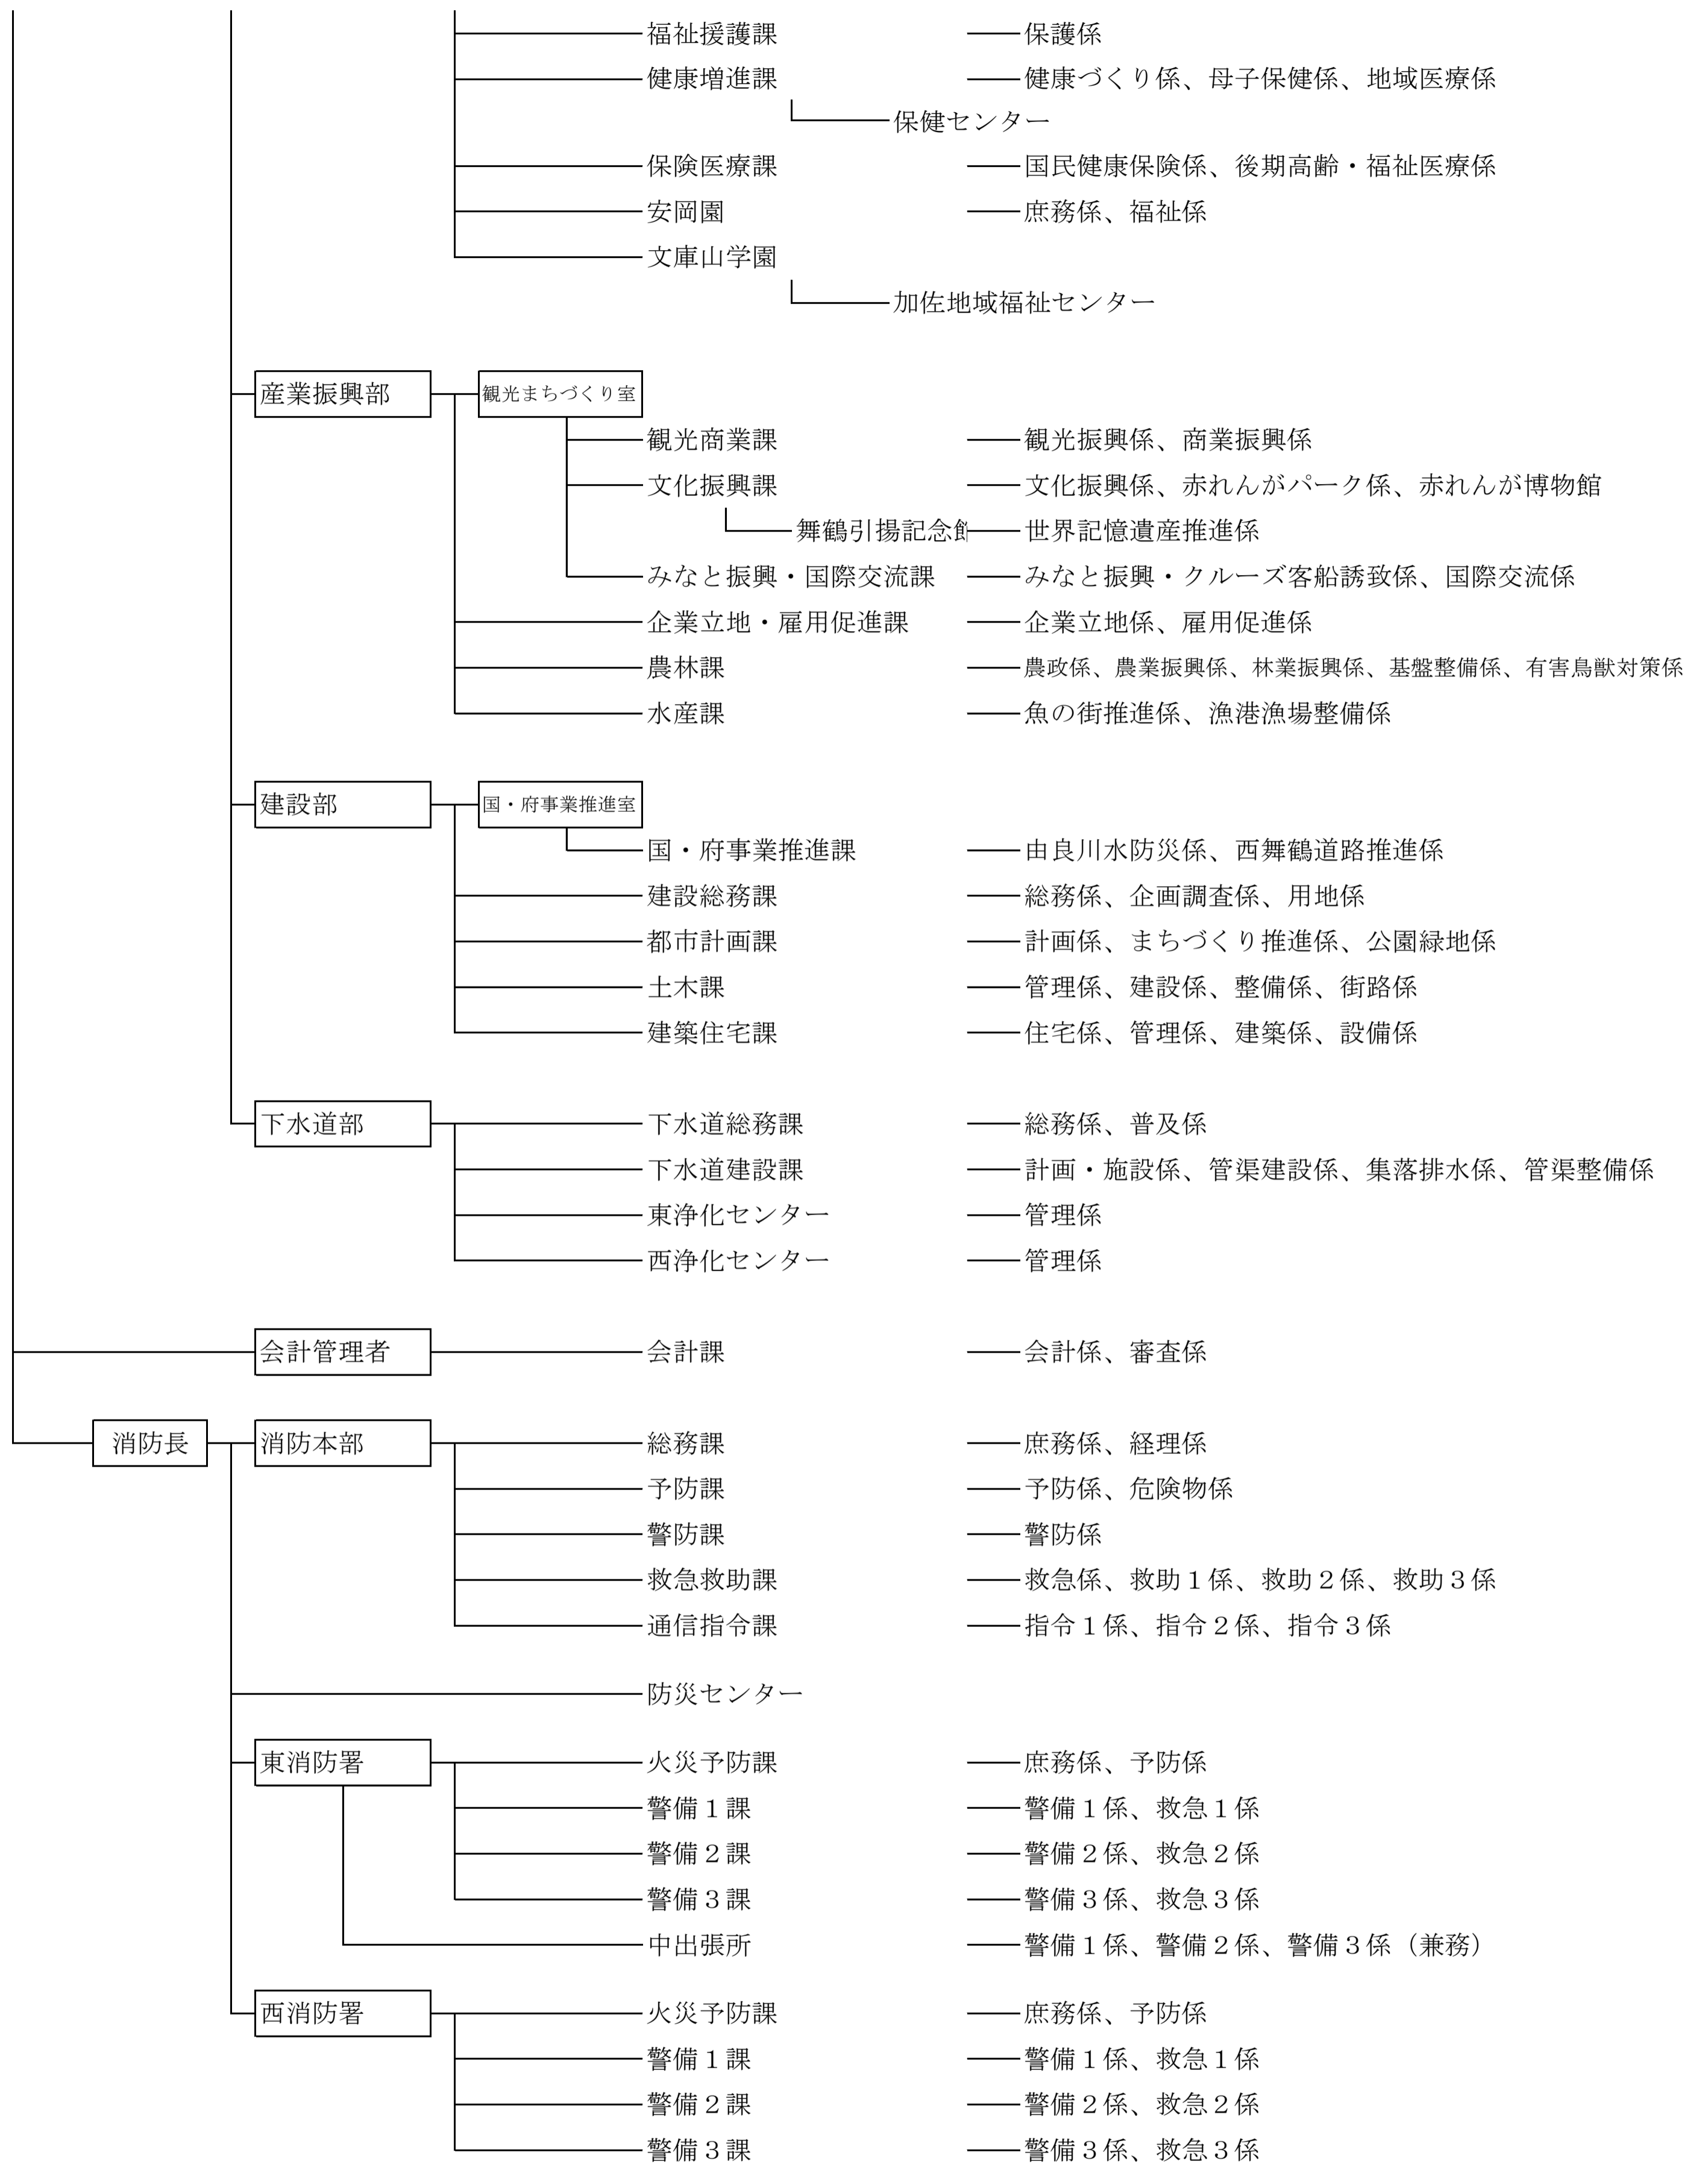 福祉援護課 保護係
健康増進課 健康づくり係、母子保健係、地域医療係
保健センター
保険医療課 国民健康保険係、後期高齢・福祉医療係
安岡園 庶務係、福祉係
文庫山学園
加佐地域福祉センター
産業振興部 観光まちづくり室
観光商業課 観光振興係、商業振興係
文化振興課 文化振興係、赤れんがパーク係、赤れんが博物館
舞鶴引揚記念館 世界記憶遺産推進係
みなと振興・国際交流課 みなと振興・クルーズ客船誘致係、国際交流係
企業立地・雇用促進課 企業立地係、雇用促進係
農林課 農政係、農業振興係、林業振興係、基盤整備係、有害鳥獣対策係
水産課 魚の街推進係、漁港漁場整備係
建設部 国・府事業推進室
国・府事業推進課 由良川水防災係、西舞鶴道路推進係
建設総務課 総務係、企画調査係、用地係
都市計画課 計画係、まちづくり推進係、公園緑地係
土木課 管理係、建設係、整備係、街路係
建築住宅課 住宅係、管理係、建築係、設備係
下水道部 下水道総務課 総務係、普及係
下水道建設課 計画・施設係、管渠建設係、集落排水係、管渠整備係
東浄化センター 管理係
西浄化センター 管理係
会計管理者 会計課 会計係、審査係
消防長 消防本部 総務課 庶務係、経理係
予防課 予防係、危険物係
警防課 警防係
救急救助課 救急係、救助１係、救助２係、救助３係
通信指令課 指令１係、指令２係、指令３係
防災センター
東消防署 火災予防課 庶務係、予防係
警備１課 警備１係、救急１係
警備２課 警備２係、救急２係
警備３課 警備３係、救急３係
中出張所 警備１係、警備２係、警備３係（兼務）
西消防署 火災予防課 庶務係、予防係
警備１課 警備１係、救急１係
警備２課 警備２係、救急２係
警備３課 警備３係、救急３係